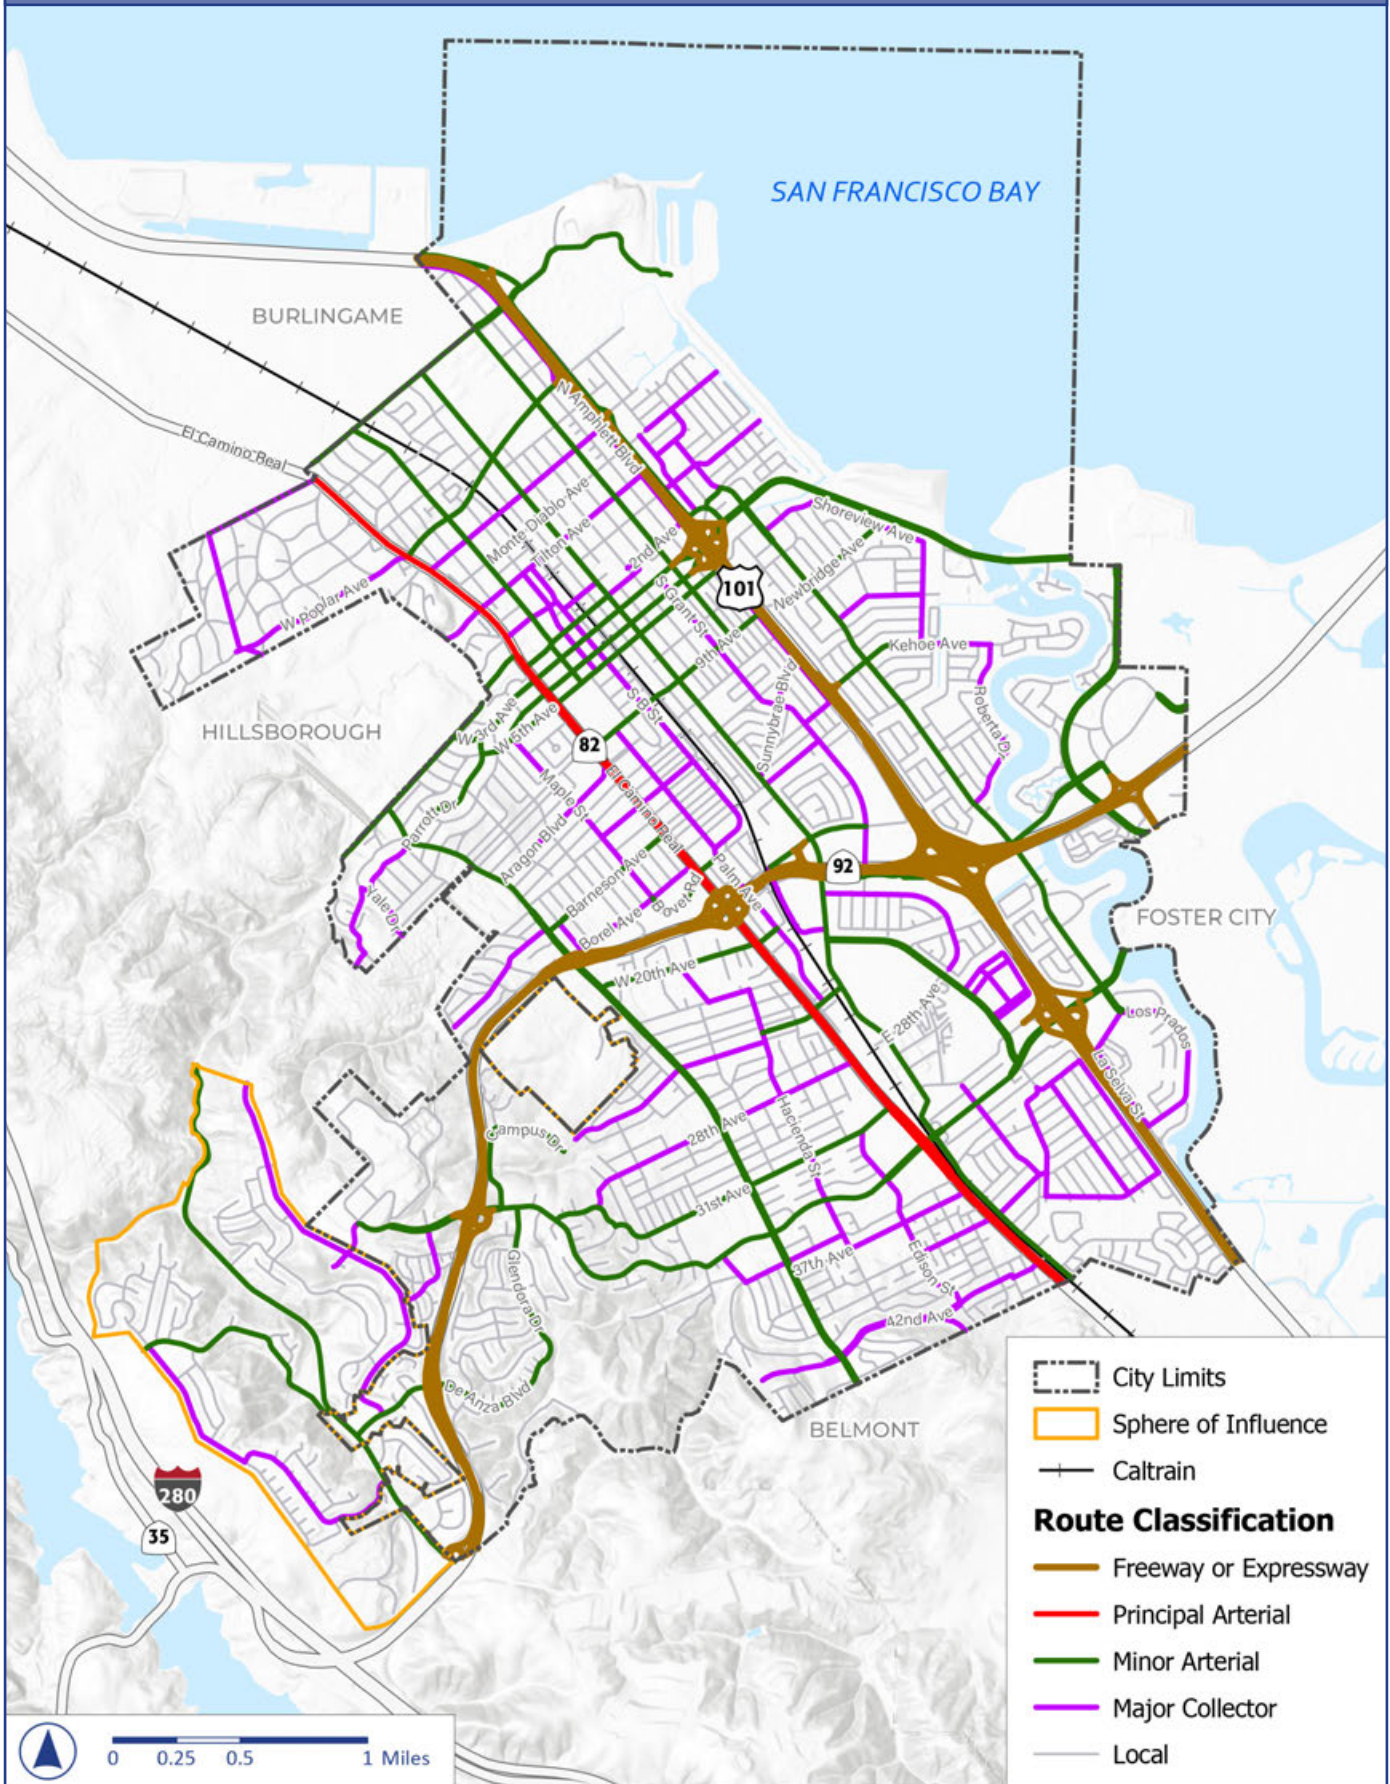 SAN FRANCISCO BAY
BURLINGAME
El Camino Real
N Amphlett Blvd
Monte Diablo Ave
Tilton Ave
2nd Ave
Shoreview Ave
101
Newbridge Ave
W Poplar Ave
S Grant St
9th Ave
Kehoe Ave
Roberta Dr
HILLSBOROUGH
W 3rd Ave
W 5th Ave
S B St
Sunnybrae Blvd
82
El Camino Real
Maple St
Parrott Dr
Aragon Blvd
Barneson Ave
Bovet Rd
Palm Ave
92
Yale Dr
Borel Ave
FOSTER CITY
W 20th Ave
E 28th Ave
Los Prados
La Selva St
Campus Dr
28th Ave
Hacienda St
31st Ave
37th Ave
Edison St
Glendora Dr
42nd Ave
De Anza Blvd
BELMONT
280
35
City Limits
Sphere of Influence
Caltrain
Route Classification
Freeway or Expressway
Principal Arterial
Minor Arterial
Major Collector
Local
0 0.25 0.5 1 Miles